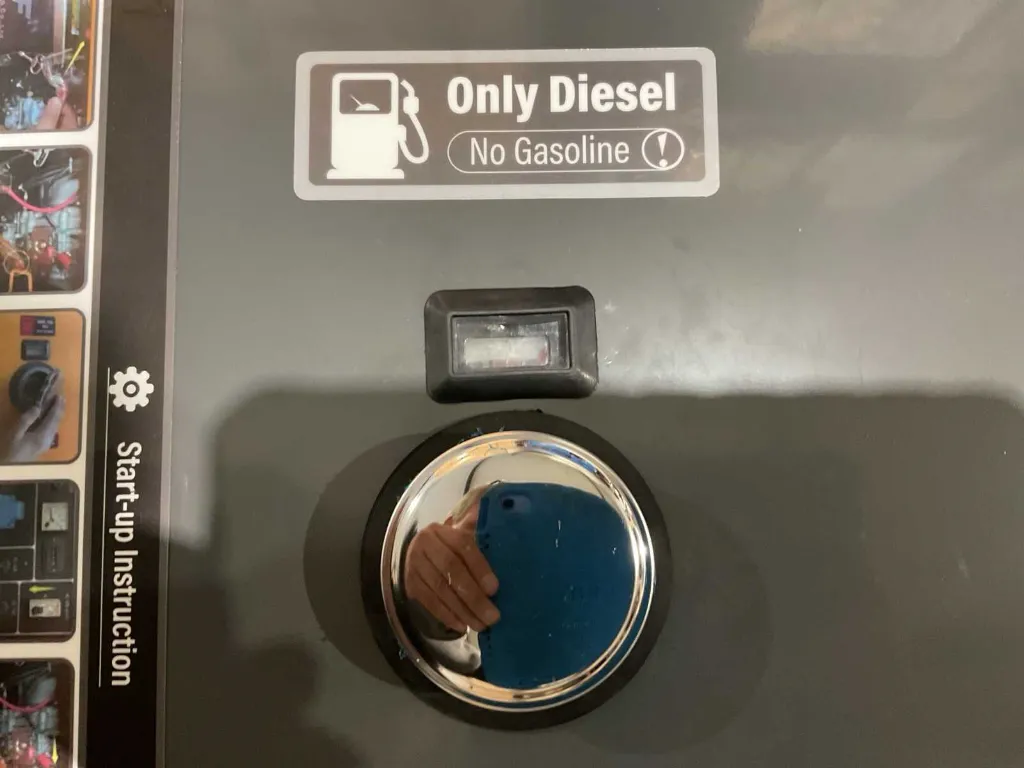 Only Diesel
No Gasoline !
Start-up Instruction